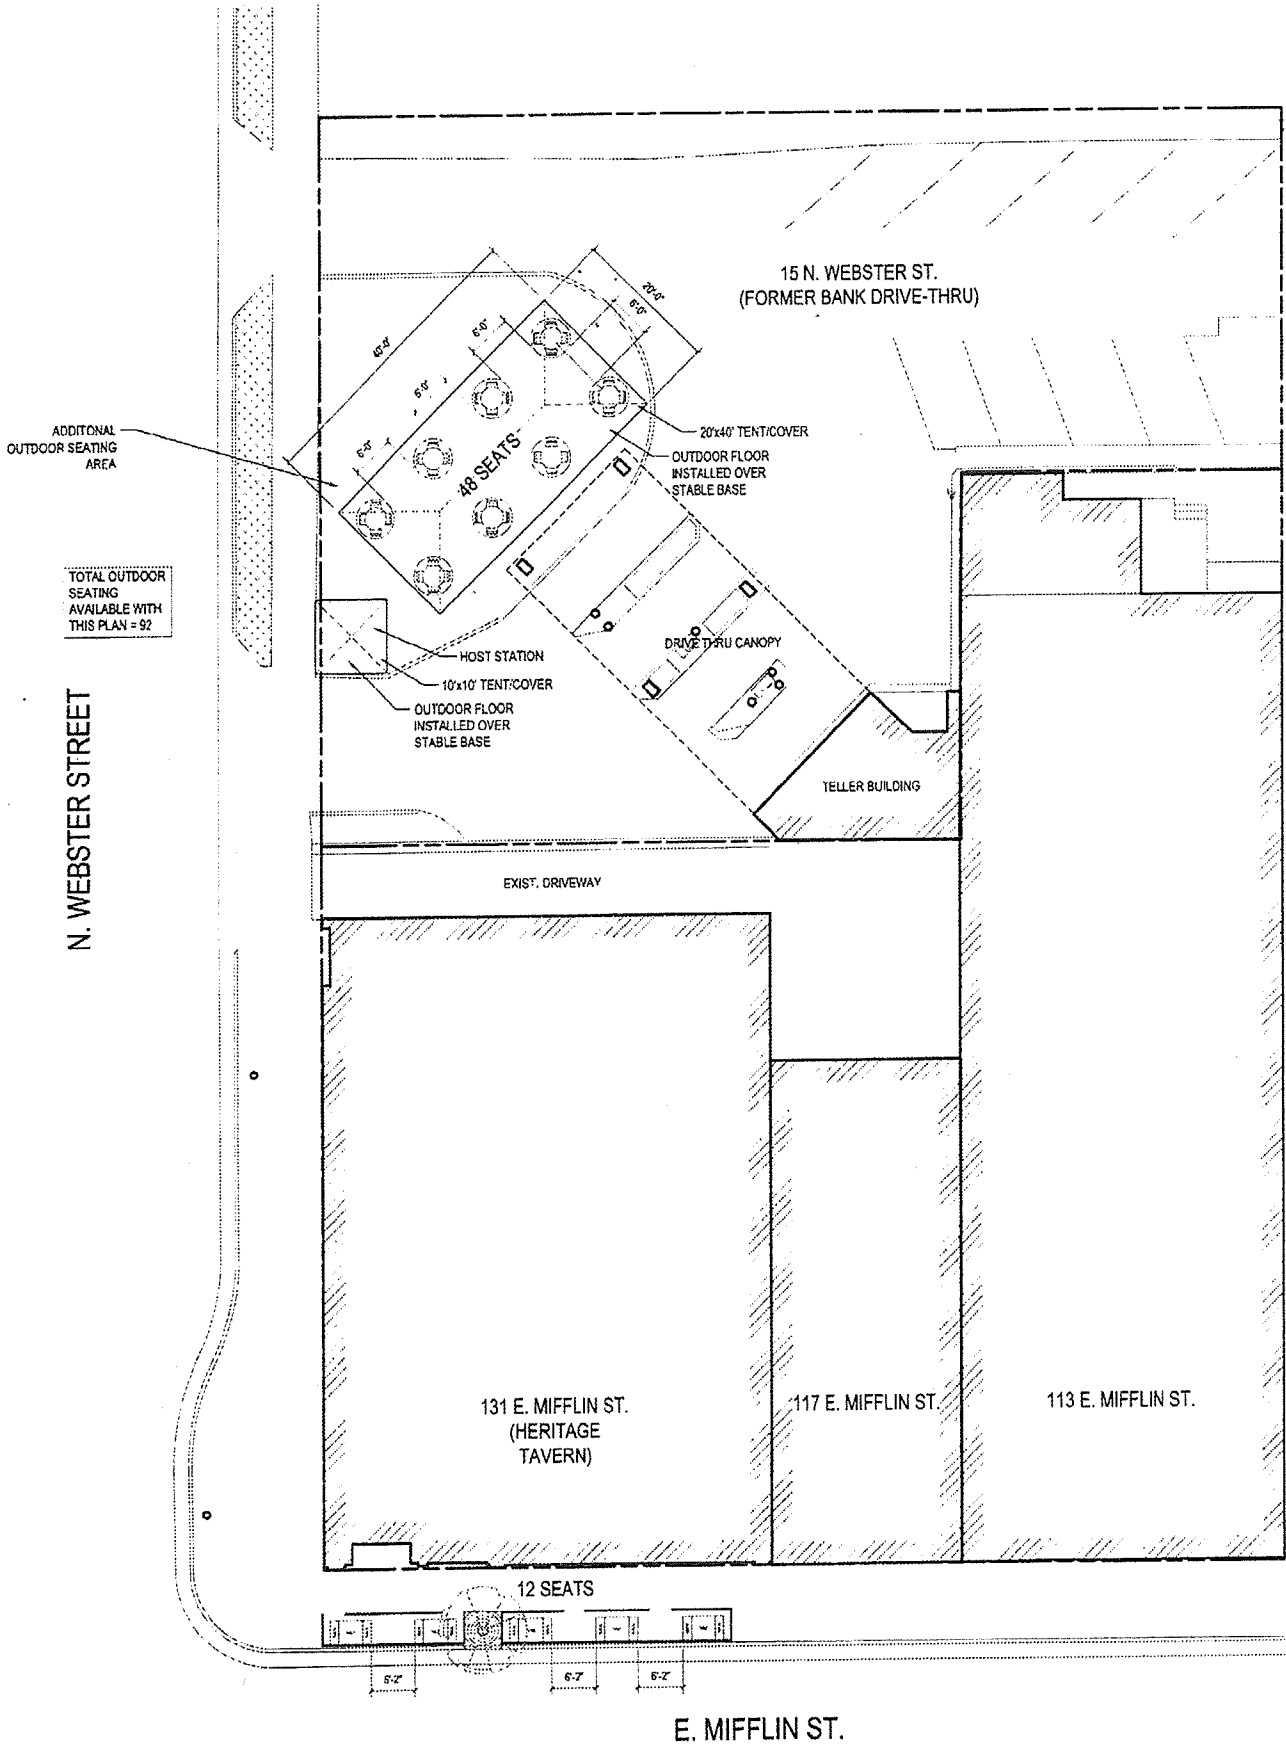 15 N. WEBSTER ST.
(FORMER BANK DRIVE-THRU)
20'-0"
6'-0"
6'-0"
40'-0"
6'-0"
6'-0"
48 SEATS
ADDITONAL
OUTDOOR SEATING
AREA
20'x40' TENT/COVER
OUTDOOR FLOOR
INSTALLED OVER
STABLE BASE
TOTAL OUTDOOR
SEATING
AVAILABLE WITH
THIS PLAN = 92
DRIVE THRU CANOPY
HOST STATION
10'x10' TENT/COVER
OUTDOOR FLOOR
INSTALLED OVER
STABLE BASE
N. WEBSTER STREET
TELLER BUILDING
EXIST. DRIVEWAY
131 E. MIFFLIN ST.
(HERITAGE
TAVERN)
117 E. MIFFLIN ST.
113 E. MIFFLIN ST.
12 SEATS
6'-2"
6'-2"
6'-2"
E. MIFFLIN ST.